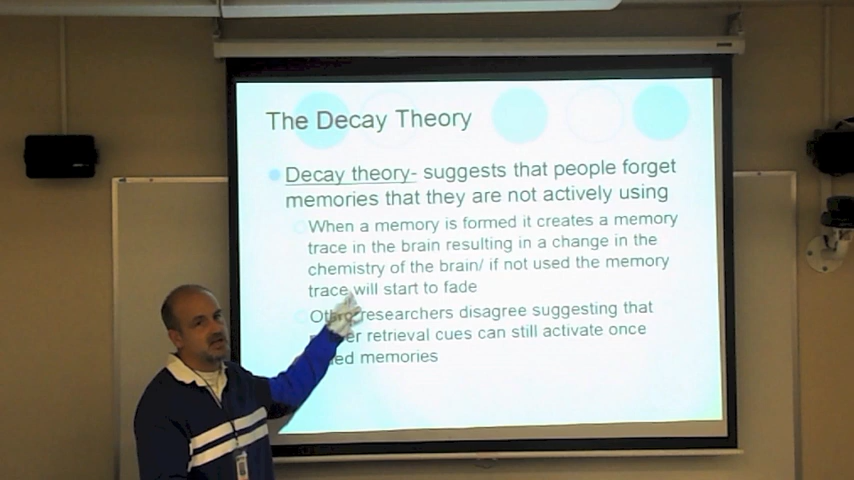 The Decay Theory
Decay theory- suggests that people forget
memories that they are not actively using
When a memory is formed it creates a memory
trace in the brain resulting in a change in the
chemistry of the brain/ if not used the memory
trace will start to fade
researchers disagree suggesting that
retrieval cues can still activate once
memories